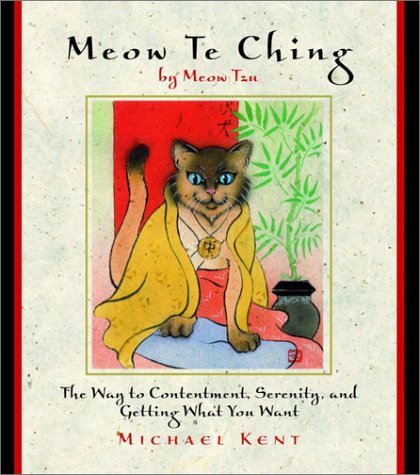 Meow Te Ching
by Meow Tzu
The Way to Contentment, Serenity, and
Getting What You Want
MICHAEL KENT